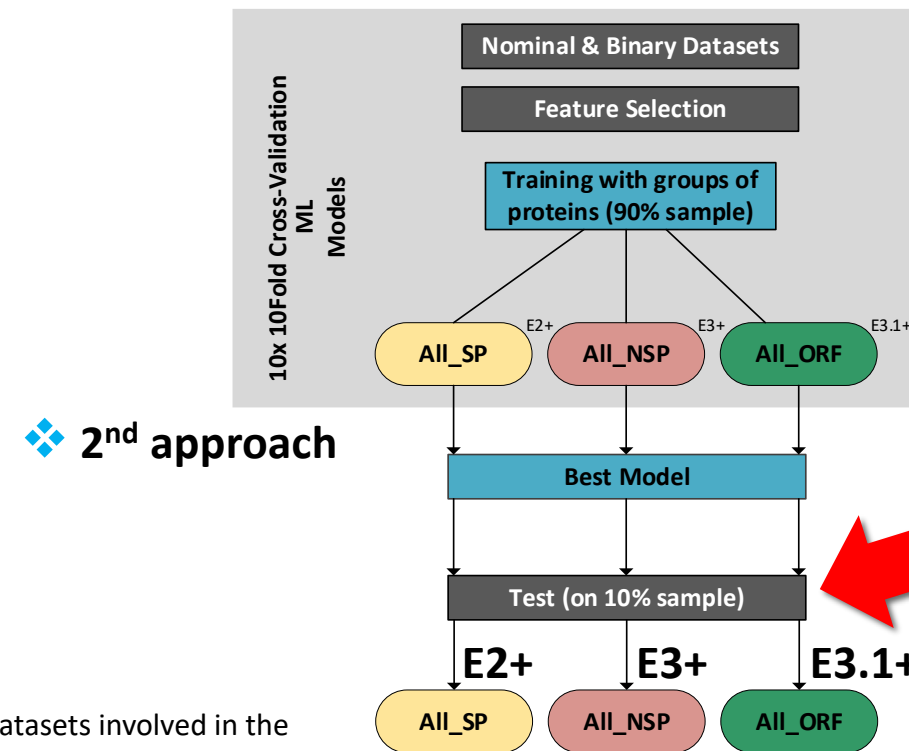 Nominal & Binary Datasets
Feature Selection
10x 10Fold Cross-Validation
ML
Models
Training with groups of
proteins (90% sample)
All_SP
E2+
All_NSP
E3+
All_ORF
E3.1+
❖ 2nd approach
Best Model
Test (on 10% sample)
E2+
E3+
E3.1+
All_SP
All_NSP
All_ORF
atasets involved in the